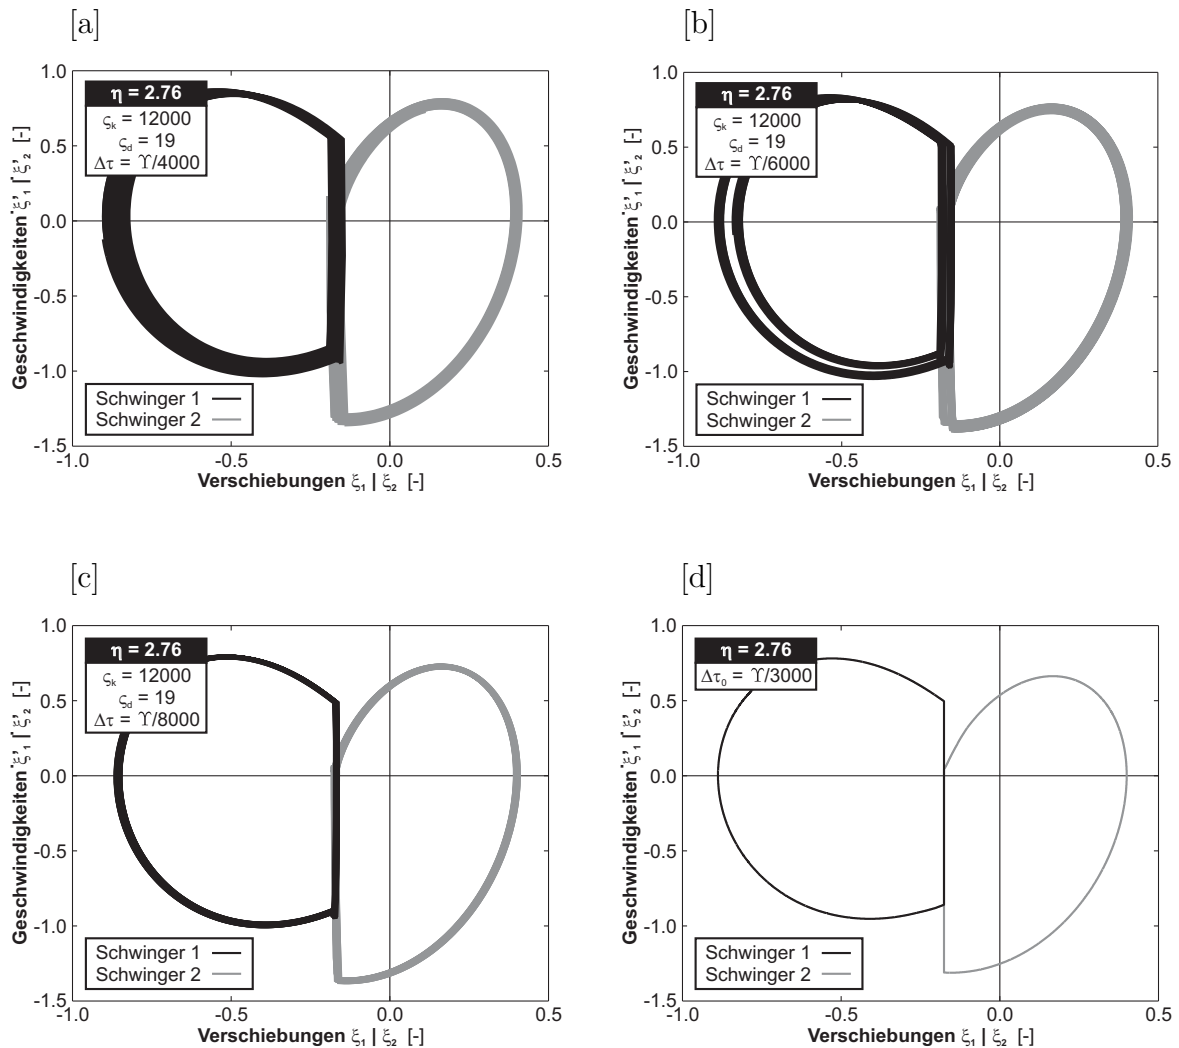 [a]
1.0
0.5
0.0
-0.5
-1.0
-1.5
-1.0
-0.5
0.0
0.5
Geschwindigkeiten ξ'₁ | ξ'₂ [-]
η = 2.76
ςk = 12000
ςd = 19
Δτ = ϒ/4000
Schwinger 1
Schwinger 2
Verschiebungen ξ₁ | ξ₂ [-]
[b]
1.0
0.5
0.0
-0.5
-1.0
-1.5
-1.0
-0.5
0.0
0.5
Geschwindigkeiten ξ'₁ | ξ'₂ [-]
η = 2.76
ςk = 12000
ςd = 19
Δτ = ϒ/6000
Schwinger 1
Schwinger 2
Verschiebungen ξ₁ | ξ₂ [-]
[c]
1.0
0.5
0.0
-0.5
-1.0
-1.5
-1.0
-0.5
0.0
0.5
Geschwindigkeiten ξ'₁ | ξ'₂ [-]
η = 2.76
ςk = 12000
ςd = 19
Δτ = ϒ/8000
Schwinger 1
Schwinger 2
Verschiebungen ξ₁ | ξ₂ [-]
[d]
1.0
0.5
0.0
-0.5
-1.0
-1.5
-1.0
-0.5
0.0
0.5
Geschwindigkeiten ξ'₁ | ξ'₂ [-]
η = 2.76
Δτ₀ = ϒ/3000
Schwinger 1
Schwinger 2
Verschiebungen ξ₁ | ξ₂ [-]